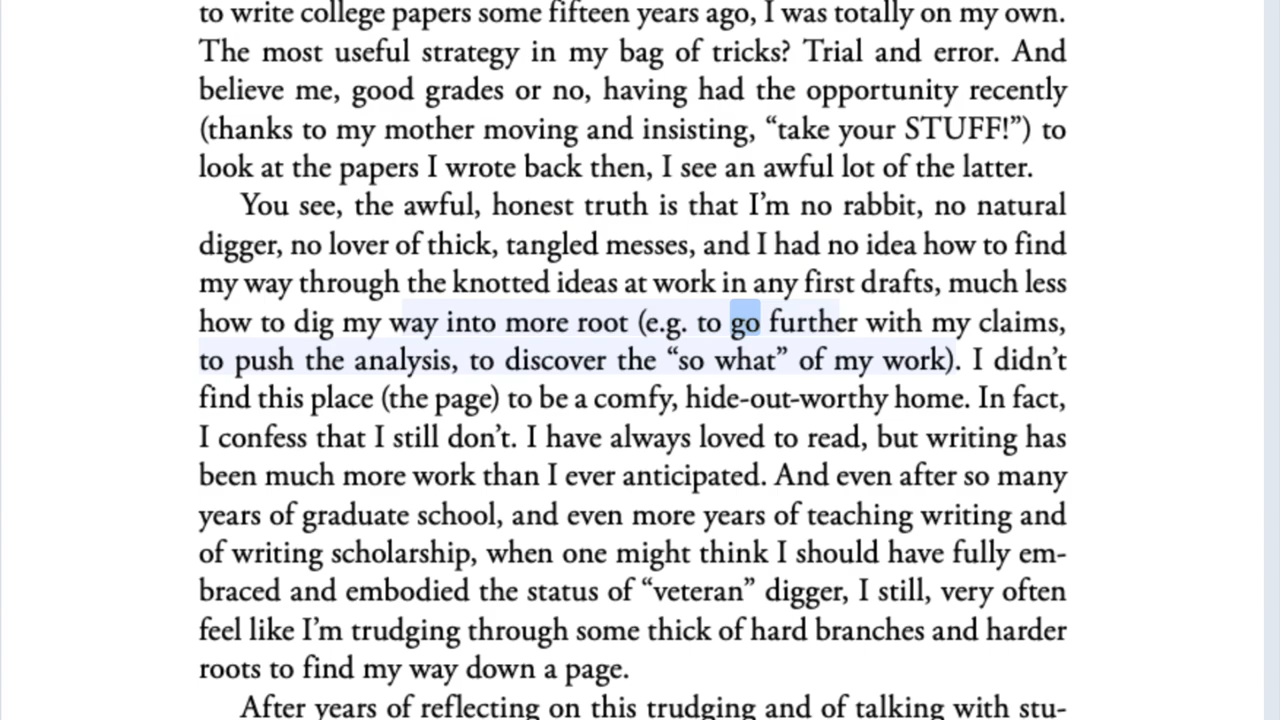 to write college papers some fifteen years ago, I was totally on my own.
The most useful strategy in my bag of tricks? Trial and error. And
believe me, good grades or no, having had the opportunity recently
(thanks to my mother moving and insisting, “take your STUFF!”) to
look at the papers I wrote back then, I see an awful lot of the latter.
You see, the awful, honest truth is that I’m no rabbit, no natural
digger, no lover of thick, tangled messes, and I had no idea how to find
my way through the knotted ideas at work in any first drafts, much less
how to dig my way into more root (e.g. to go further with my claims,
to push the analysis, to discover the “so what” of my work). I didn’t
find this place (the page) to be a comfy, hide-out-worthy home. In fact,
I confess that I still don’t. I have always loved to read, but writing has
been much more work than I ever anticipated. And even after so many
years of graduate school, and even more years of teaching writing and
of writing scholarship, when one might think I should have fully em-
braced and embodied the status of “veteran” digger, I still, very often
feel like I’m trudging through some thick of hard branches and harder
roots to find my way down a page.
After years of reflecting on this trudging and of talking with stu-